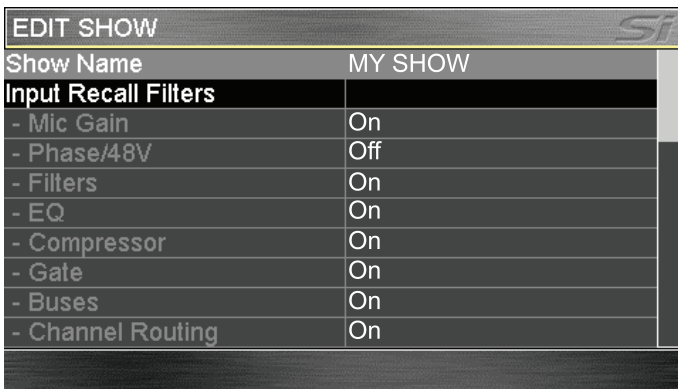 EDIT SHOW Si
Show Name MY SHOW
Input Recall Filters
- Mic Gain On
- Phase/48V Off
- Filters On
- EQ On
- Compressor On
- Gate On
- Buses On
- Channel Routing On